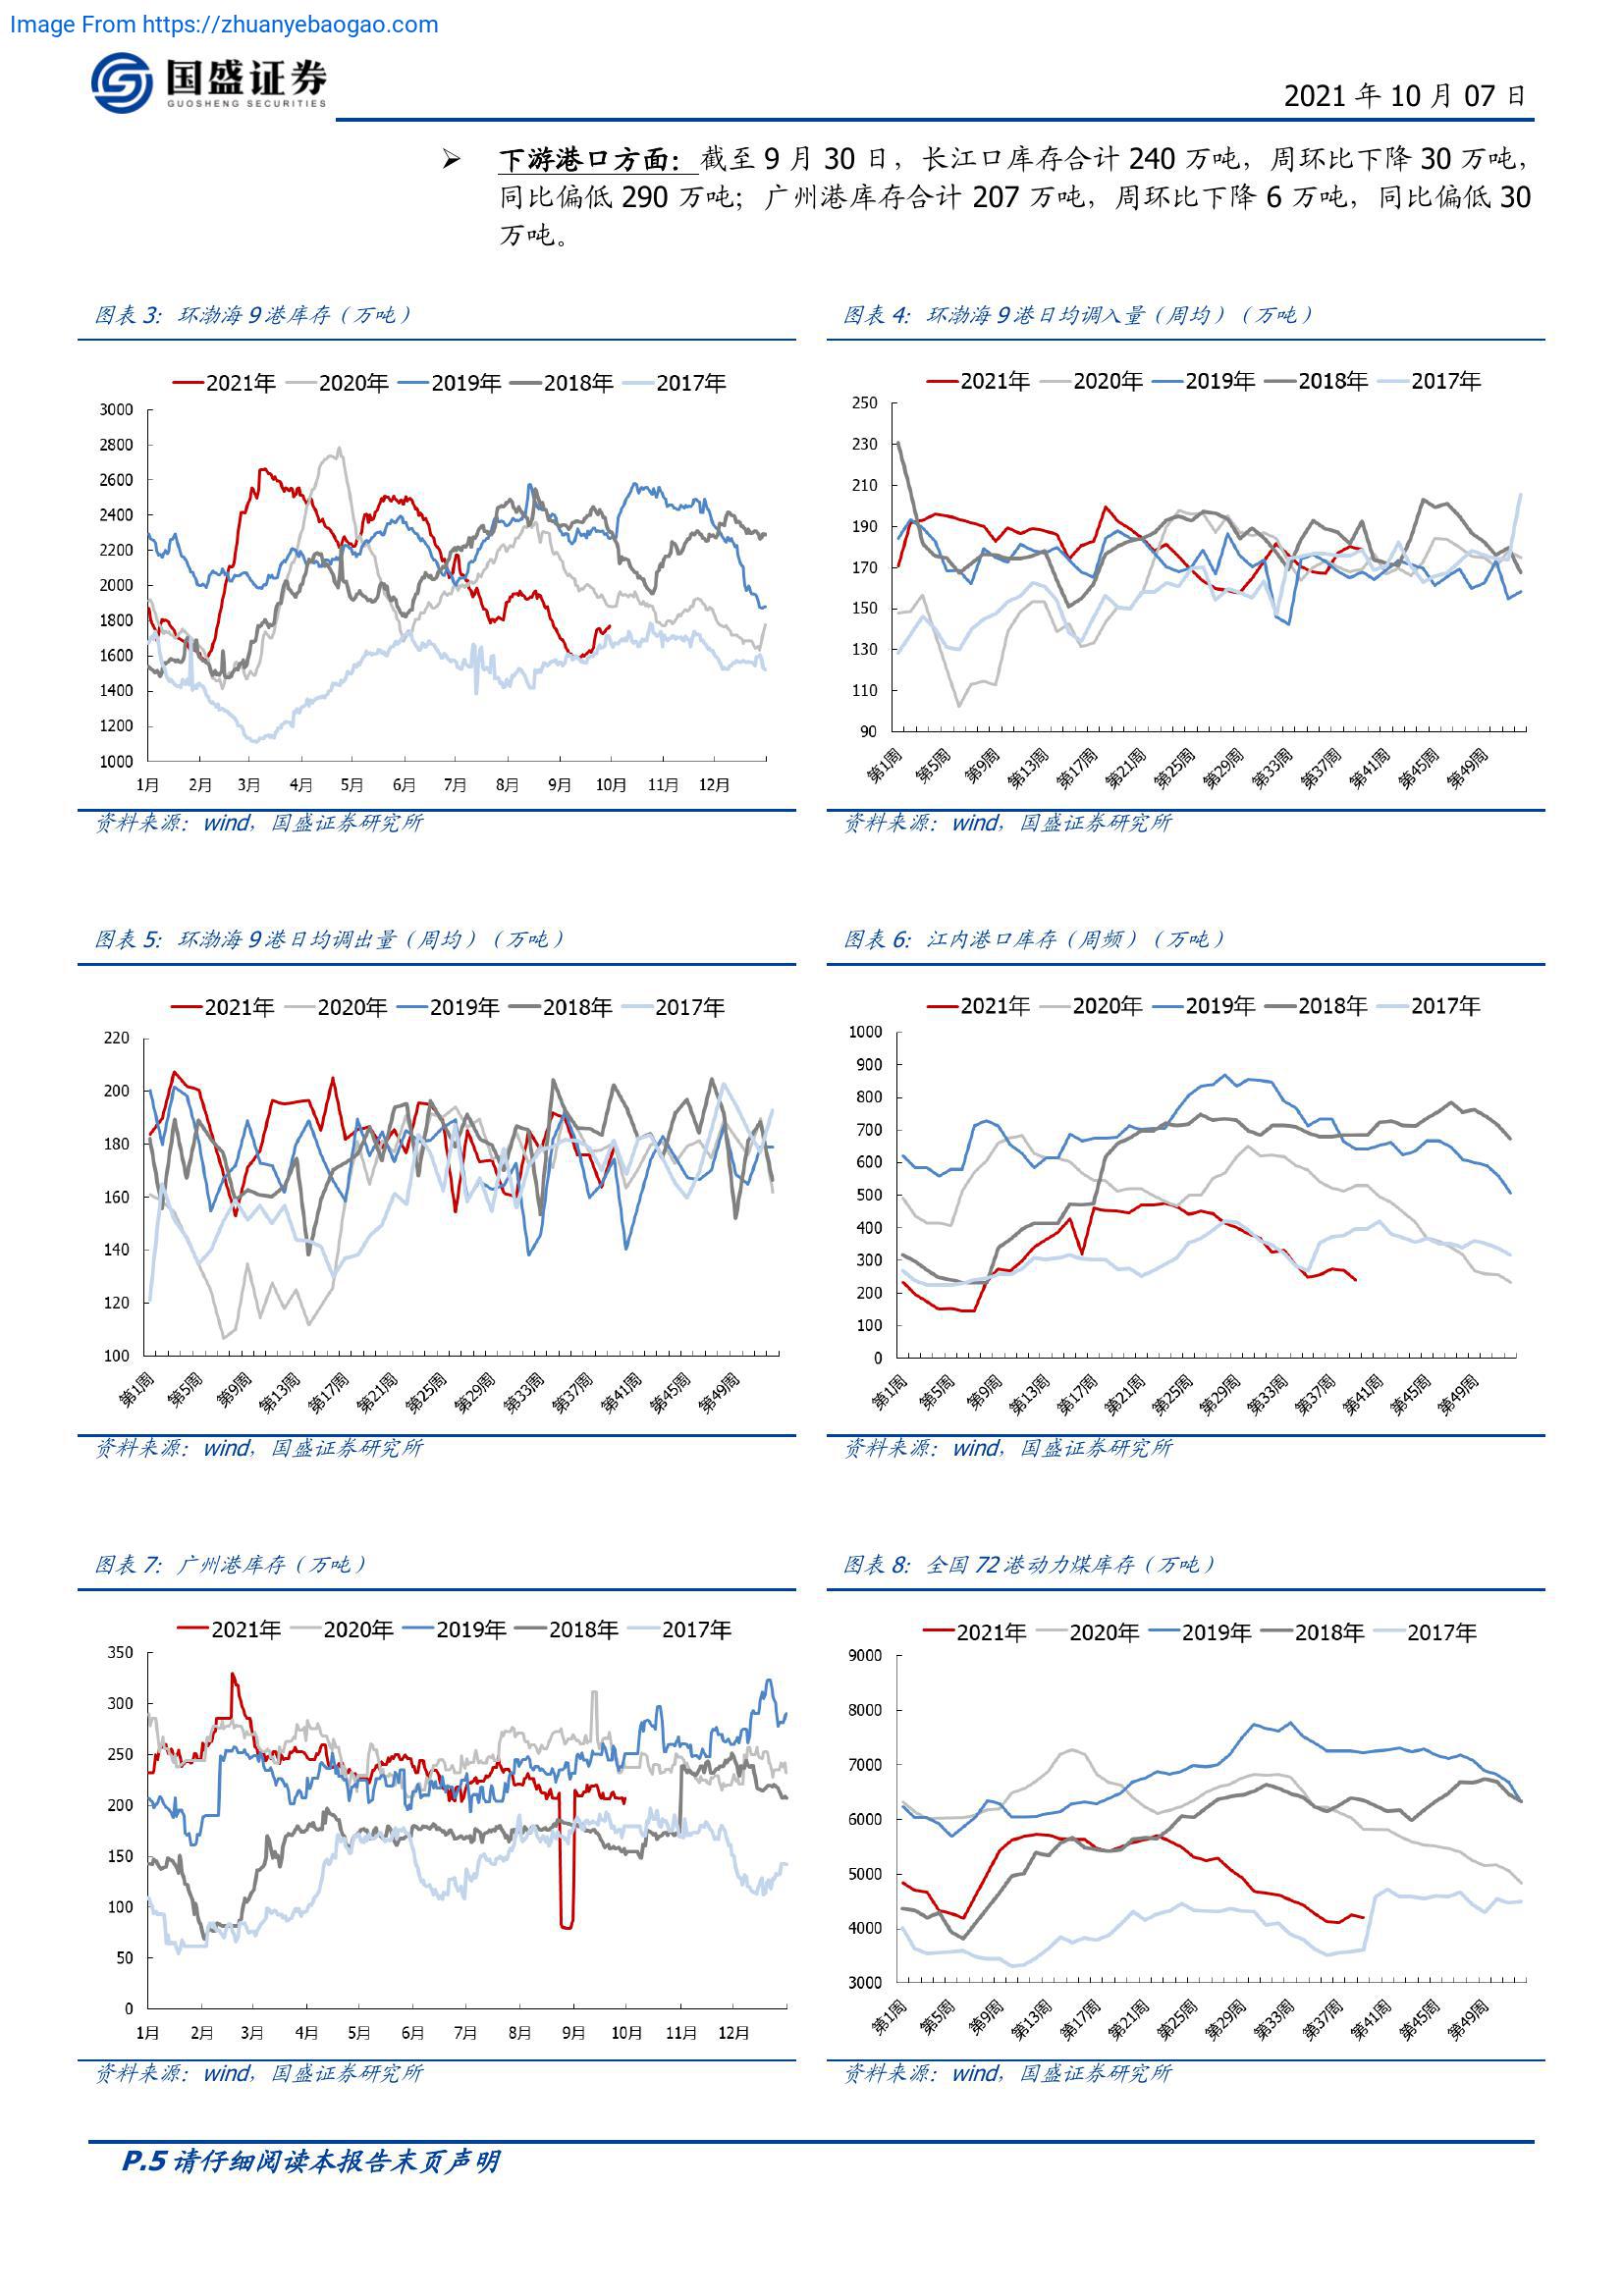 Image From https://zhuanyebaogao.com
国盛证券
GUOSHENG SECURITIES
2021 年 10 月 07 日
➢ 下游港口方面：截至 9 月 30 日，长江口库存合计 240 万吨，周环比下降 30 万吨，
同比偏低 290 万吨；广州港库存合计 207 万吨，周环比下降 6 万吨，同比偏低 30
万吨。
图表 3：环渤海 9 港库存（万吨）
2021年 2020年 2019年 2018年 2017年
3000
2800
2600
2400
2200
2000
1800
1600
1400
1200
1000
1月 2月 3月 4月 5月 6月 7月 8月 9月 10月 11月 12月
资料来源：wind，国盛证券研究所
图表 4：环渤海 9 港日均调入量（周均）（万吨）
2021年 2020年 2019年 2018年 2017年
250
230
210
190
170
150
130
110
90
第1周 第5周 第9周 第13周 第17周 第21周 第25周 第29周 第33周 第37周 第41周 第45周 第49周
资料来源：wind，国盛证券研究所
图表 5：环渤海 9 港日均调出量（周均）（万吨）
2021年 2020年 2019年 2018年 2017年
220
200
180
160
140
120
100
第1周 第5周 第9周 第13周 第17周 第21周 第25周 第29周 第33周 第37周 第41周 第45周 第49周
资料来源：wind，国盛证券研究所
图表 6：江内港口库存（周频）（万吨）
2021年 2020年 2019年 2018年 2017年
1000
900
800
700
600
500
400
300
200
100
0
第1周 第5周 第9周 第13周 第17周 第21周 第25周 第29周 第33周 第37周 第41周 第45周 第49周
资料来源：wind，国盛证券研究所
图表 7：广州港库存（万吨）
2021年 2020年 2019年 2018年 2017年
350
300
250
200
150
100
50
0
1月 2月 3月 4月 5月 6月 7月 8月 9月 10月 11月 12月
资料来源：wind，国盛证券研究所
图表 8：全国 72 港动力煤库存（万吨）
2021年 2020年 2019年 2018年 2017年
9000
8000
7000
6000
5000
4000
3000
第1周 第5周 第9周 第13周 第17周 第21周 第25周 第29周 第33周 第37周 第41周 第45周 第49周
资料来源：wind，国盛证券研究所
P.5 请仔细阅读本报告末页声明